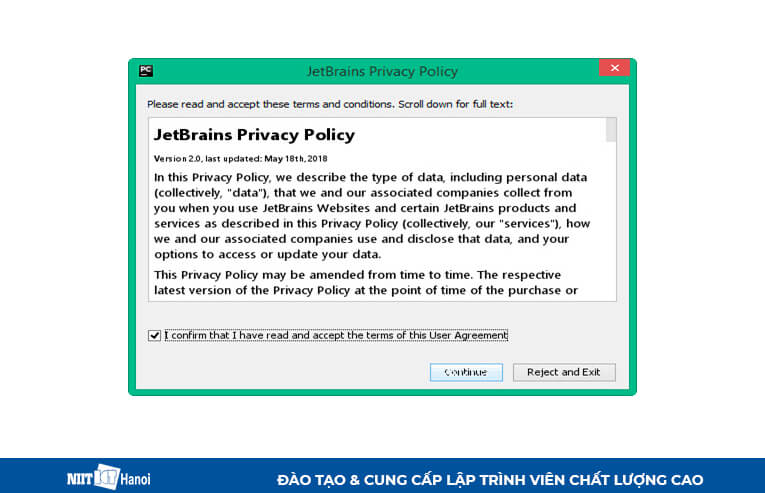 PC
JetBrains Privacy Policy
Please read and accept these terms and conditions. Scroll down for full text:
JetBrains Privacy Policy
Version 2.0, last updated: May 18th, 2018
In this Privacy Policy, we describe the type of data, including personal data
(collectively, "data"), that we and our associated companies collect from
you when you use JetBrains Websites and certain JetBrains products and
services as described in this Privacy Policy (collectively, our "services"), how
we and our associated companies use and disclose that data, and your
options to access or update your data.
This Privacy Policy may be amended from time to time. The respective
latest version of the Privacy Policy at the point of time of the purchase or
I confirm that I have read and accept the terms of this User Agreement
Continue
Reject and Exit
NIIT ICT Hanoi
ĐÀO TẠO & CUNG CẤP LẬP TRÌNH VIÊN CHẤT LƯỢNG CAO